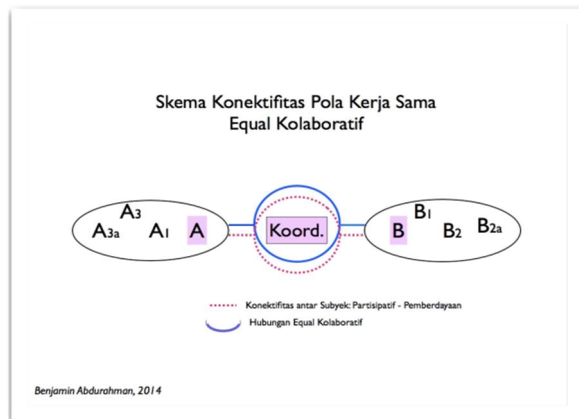 Skema Konektifitas Pola Kerja Sama
Equal Kolaboratif
A3
A3a
A1
A
Koord.
B
B1
B2
B2a
Konektifitas antar Subyek: Partisipatif - Pemberdayaan
Hubungan Equal Kolaboratif
Benjamin Abdurahman, 2014